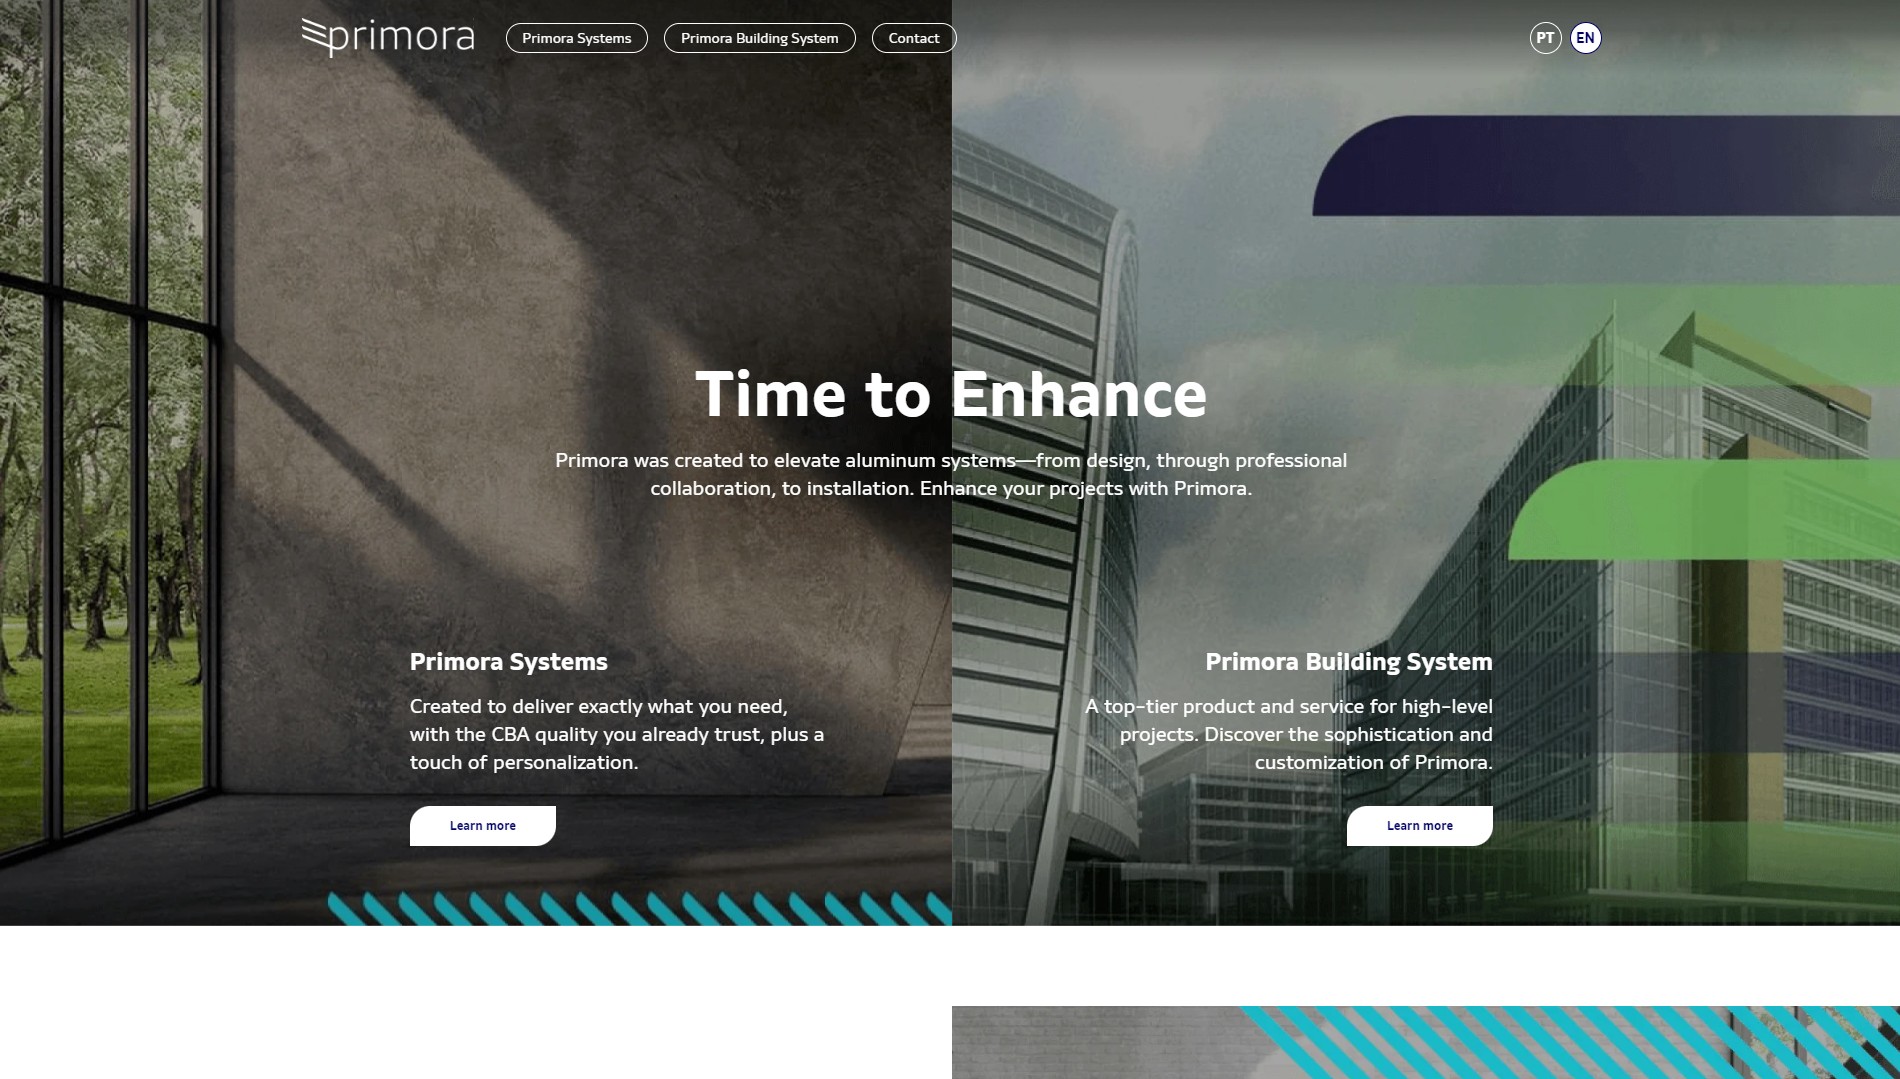 primora
Primora Systems
Primora Building System
Contact
PT
EN
Time to Enhance
Primora was created to elevate aluminum systems—from design, through professional
collaboration, to installation. Enhance your projects with Primora.
Primora Systems
Created to deliver exactly what you need,
with the CBA quality you already trust, plus a
touch of personalization.
Learn more
Primora Building System
A top-tier product and service for high-level
projects. Discover the sophistication and
customization of Primora.
Learn more